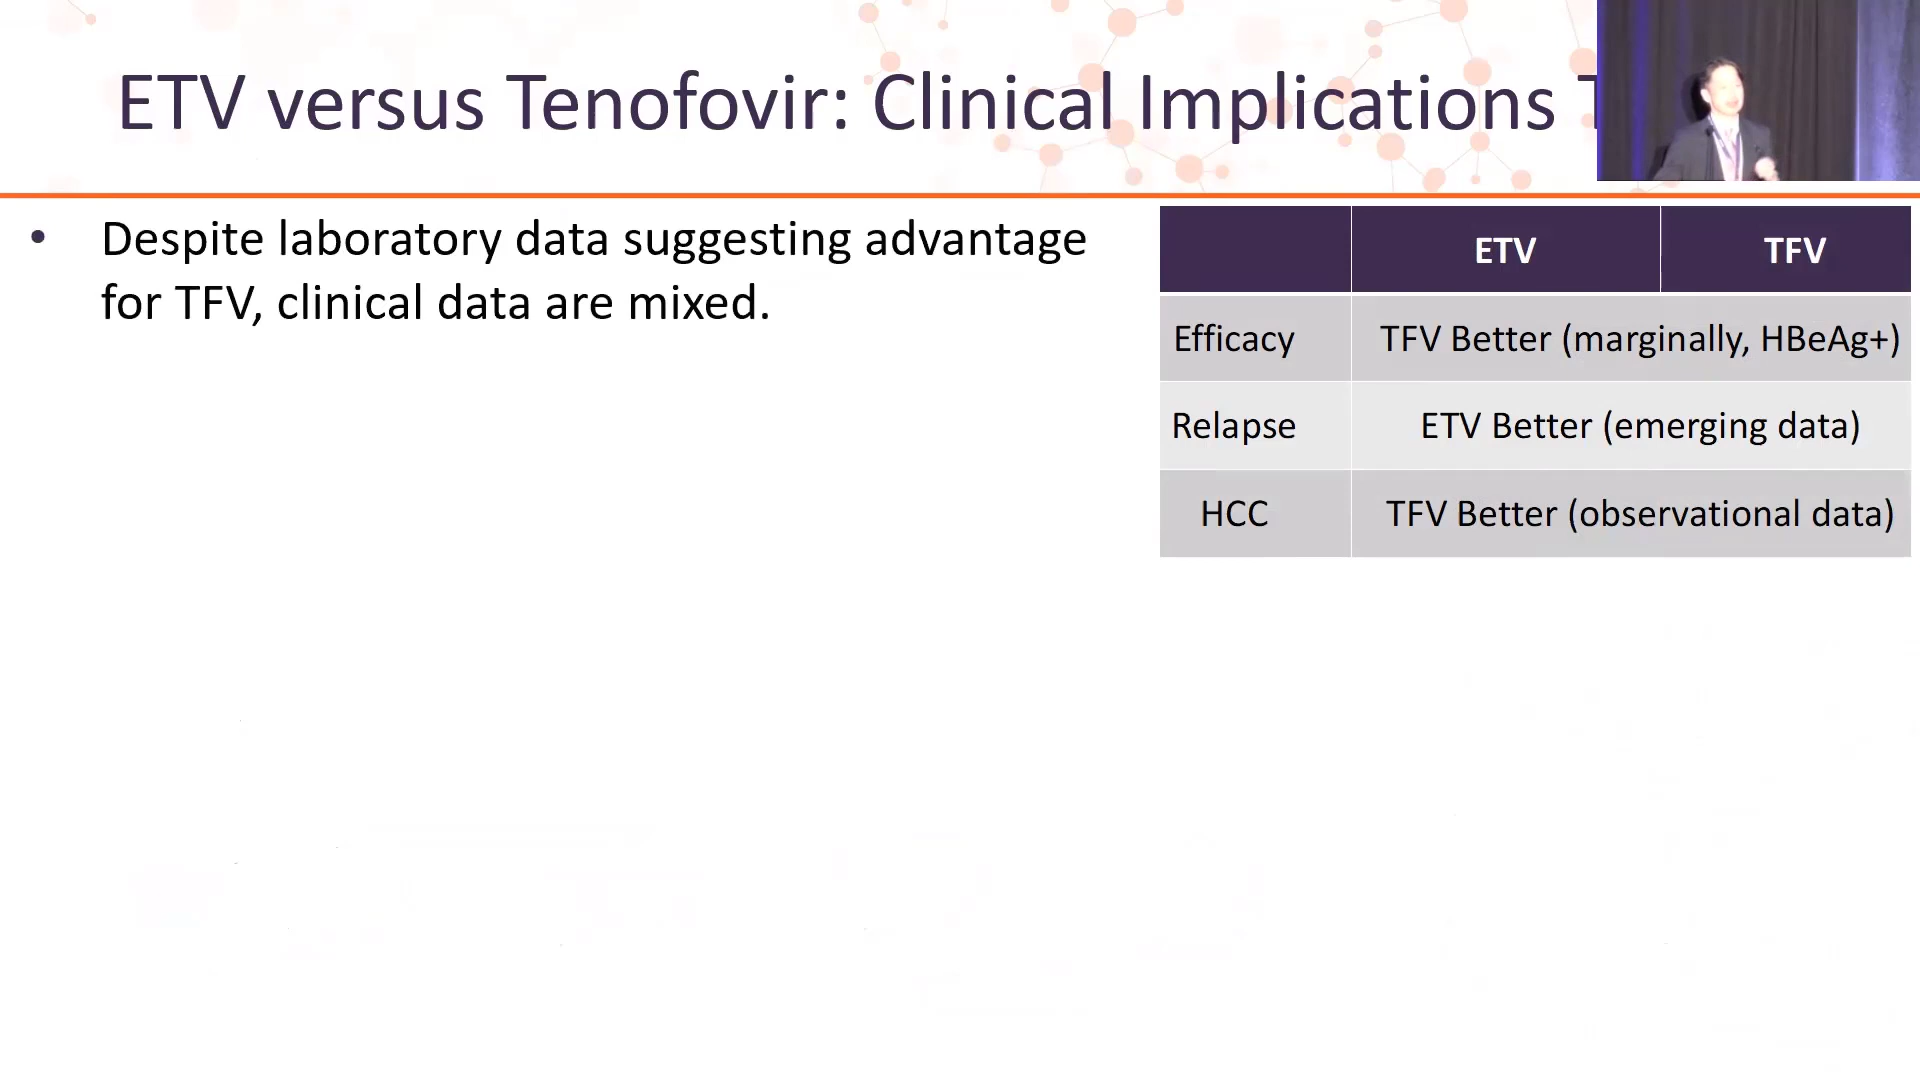 ETV versus Tenofovir: Clinical Implications
• Despite laboratory data suggesting advantage
for TFV, clinical data are mixed.
ETV TFV
Efficacy TFV Better (marginally, HBeAg+)
Relapse ETV Better (emerging data)
HCC TFV Better (observational data)